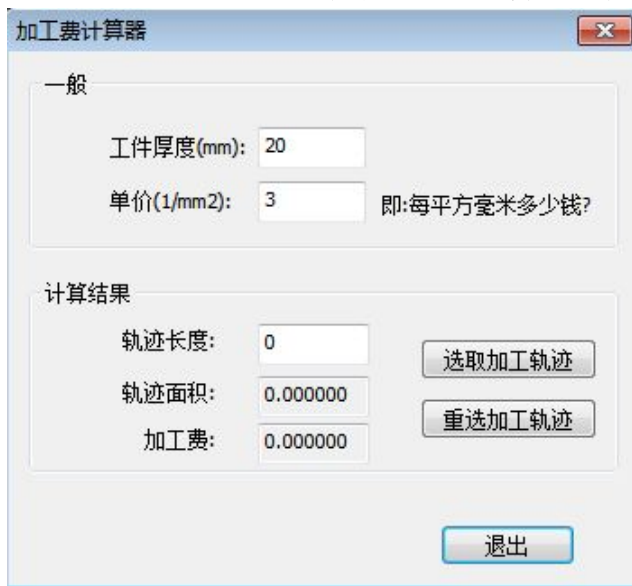 加工费计算器
一般
工件厚度(mm): 20
单价(1/mm2): 3 即:每平方毫米多少钱?
计算结果
轨迹长度: 0
选取加工轨迹
轨迹面积: 0.000000
重选加工轨迹
加工费: 0.000000
退出